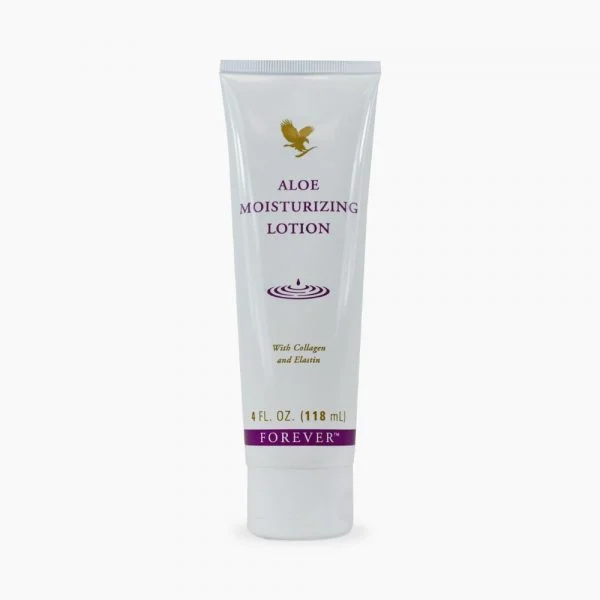 ALOE
MOISTURIZING
LOTION
With Collagen
and Elastin
4 FL. OZ. (118 mL)
FOREVER™